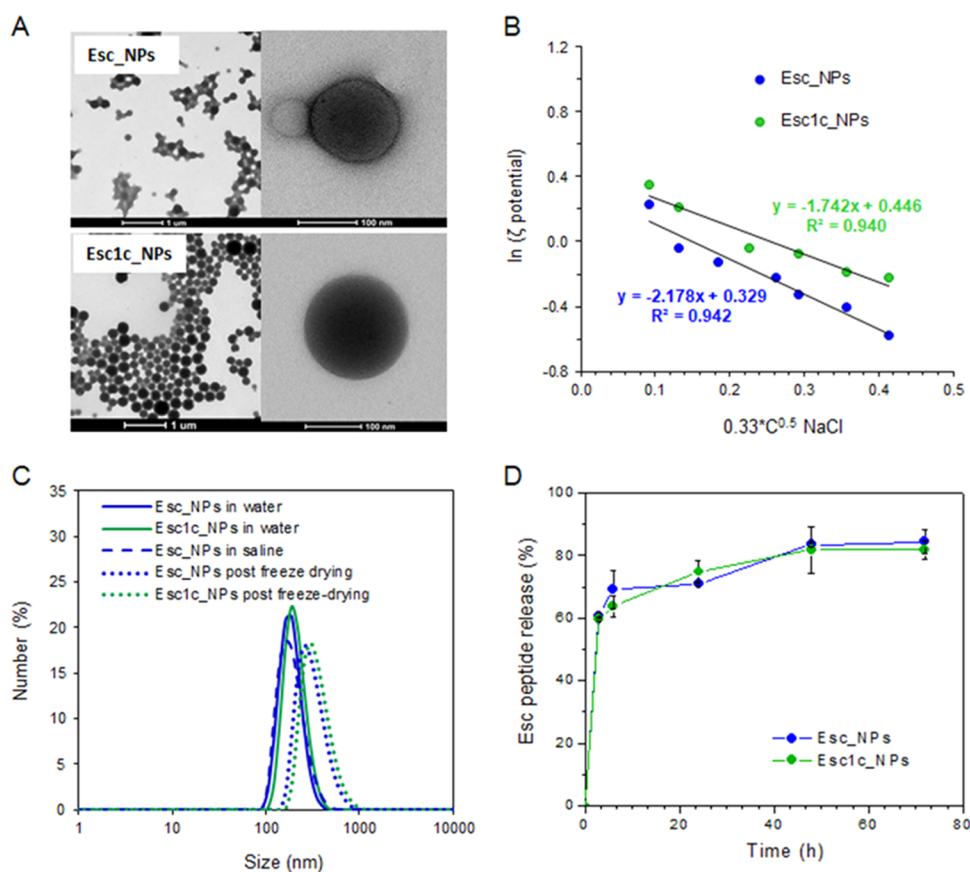 A
Esc_NPs
1 um
100 nm
Esc1c_NPs
1 um
100 nm
B
ln (ζ potential)
1,2
0.8
0.4
0.0
-0.4
-0.8
0.0
0.1
0.2
0.3
0.4
0.5
0.33*C^0.5 NaCl
Esc_NPs
Esc1c_NPs
y = -1.742x + 0.446
R² = 0.940
y = -2.178x + 0.329
R² = 0.942
C
Number (%)
35
30
25
20
15
10
5
0
1
10
100
1000
10000
Size (nm)
Esc_NPs in water
Esc1c_NPs in water
Esc_NPs in saline
Esc_NPs post freeze drying
Esc1c_NPs post freeze-drying
D
Esc peptide release (%)
100
80
60
40
20
0
0
20
40
60
80
Time (h)
Esc_NPs
Esc1c_NPs